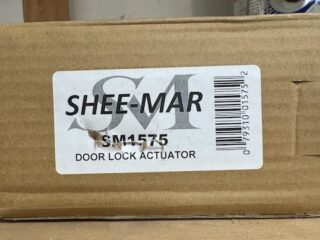 SM
SHEE-MAR
SM1575
DOOR LOCK ACTUATOR
0 79310 01575 2